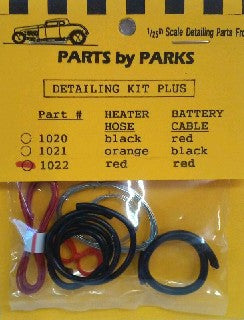 1/25th Scale Detailing Parts Fro
PARTS by PARKS
DETAILING KIT PLUS
Part # HEATER HOSE BATTERY CABLE
1020 black red
1021 orange black
1022 red red